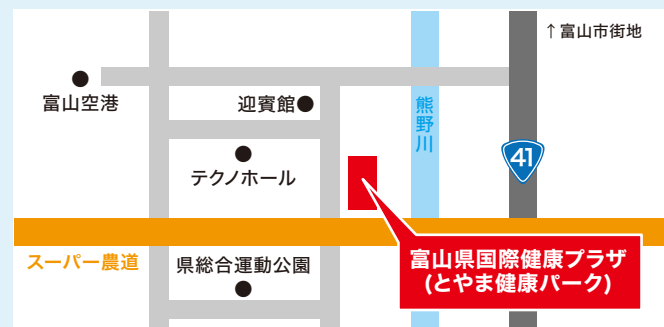 ↑富山市街地
富山空港
迎賓館
熊野川
テクノホール
41
スーパー農道
県総合運動公園
富山県国際健康プラザ
(とやま健康パーク)